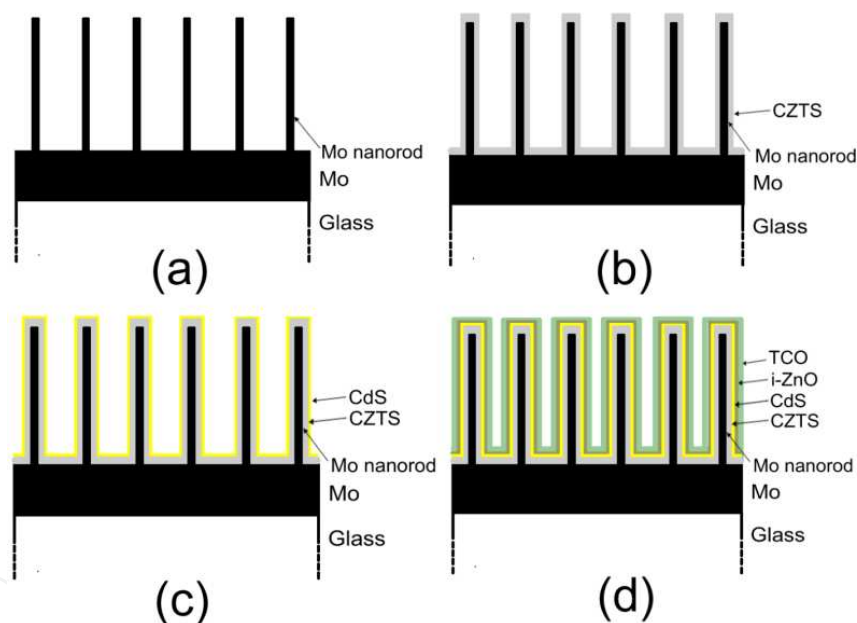 Mo nanorod
Mo
Glass
(a)
CZTS
Mo nanorod
Mo
Glass
(b)
CdS
CZTS
Mo nanorod
Mo
Glass
(c)
TCO
i-ZnO
CdS
CZTS
Mo nanorod
Mo
Glass
(d)